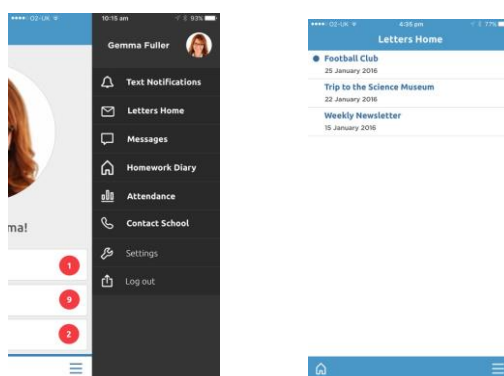 ●●●●○ O2-UK
10:15 am
93%
Gemma Fuller
Text Notifications
Letters Home
Messages
Homework Diary
Attendance
Contact School
Settings
Log out
ma!
1
9
2
●●●●○ O2-UK
4:35 pm
77%
Letters Home
Football Club
25 January 2016
Trip to the Science Museum
22 January 2016
Weekly Newsletter
15 January 2016